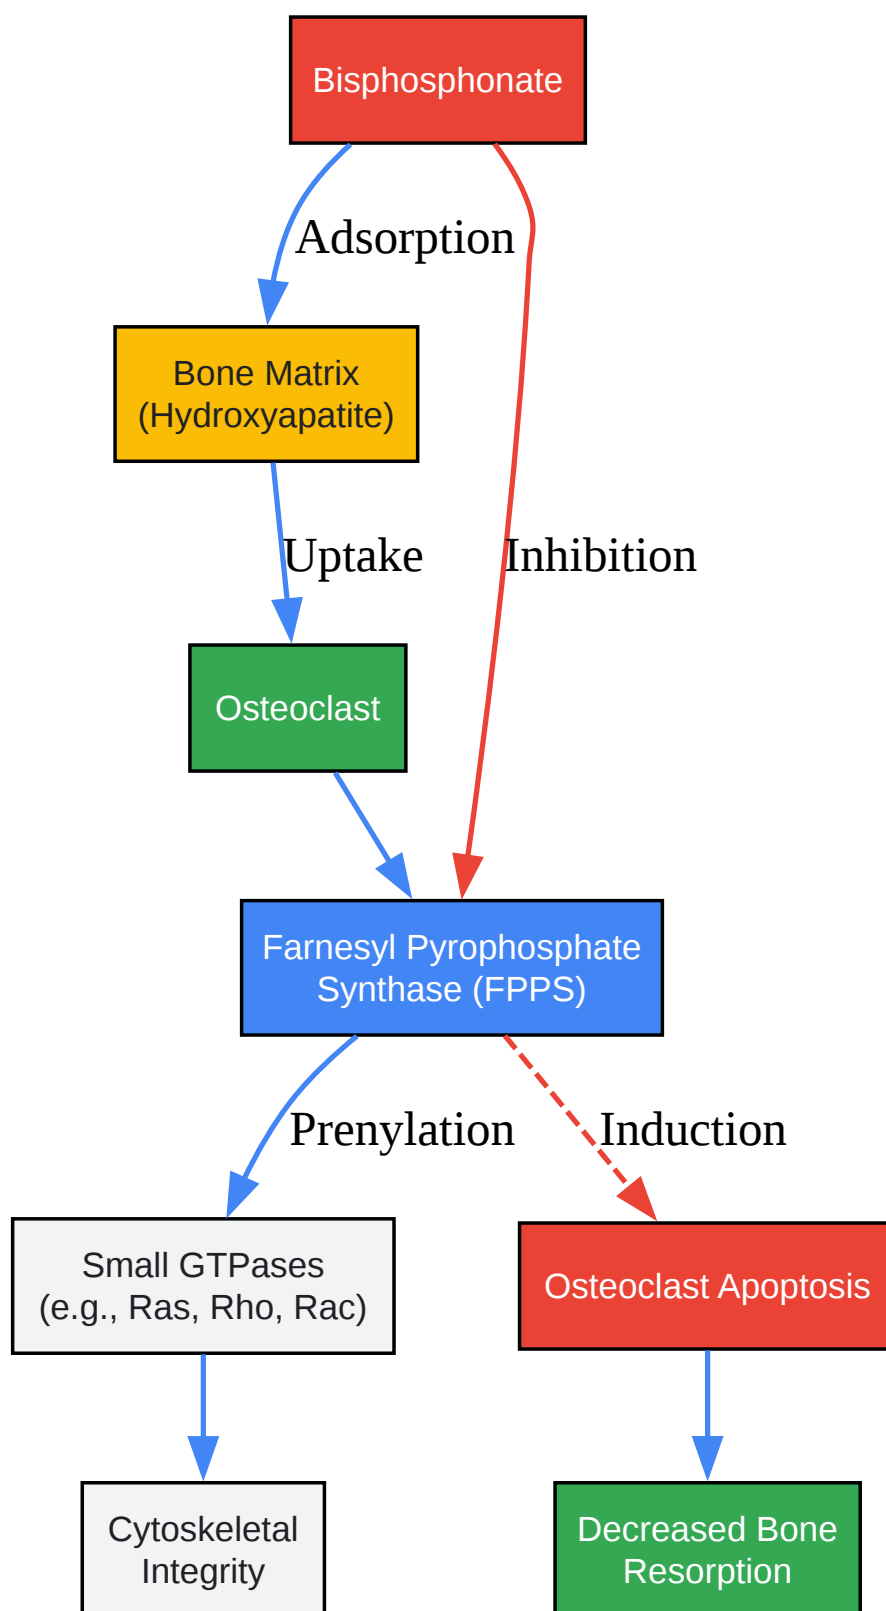 Bisphosphonate
Adsorption
Bone Matrix
(Hydroxyapatite)
Uptake
Inhibition
Osteoclast
Farnesyl Pyrophosphate
Synthase (FPPS)
Prenylation
Induction
Small GTPases
(e.g., Ras, Rho, Rac)
Osteoclast Apoptosis
Cytoskeletal
Integrity
Decreased Bone
Resorption